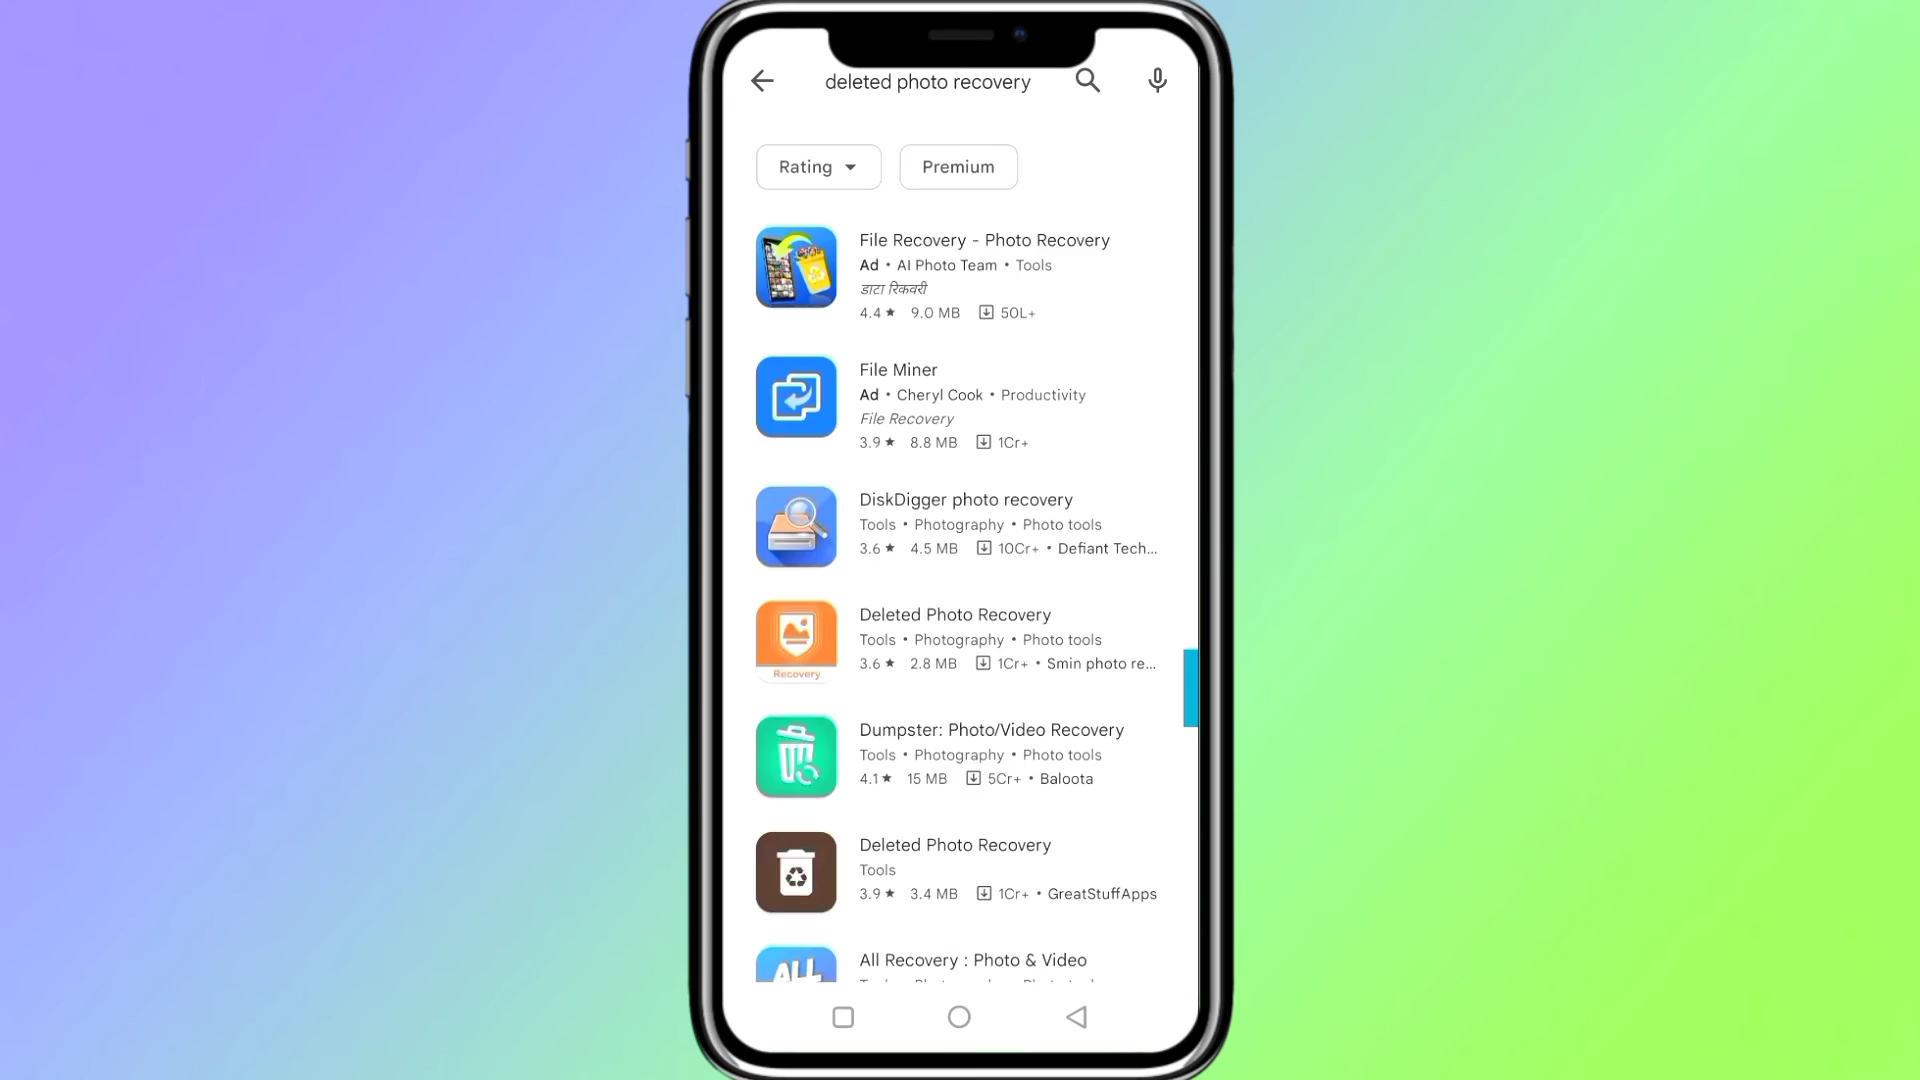 deleted photo recovery
Rating
Premium
File Recovery - Photo Recovery
Ad • AI Photo Team • Tools
डाटा रिकवरी
4.4 ★ 9.0 MB 50L+
File Miner
Ad • Cheryl Cook • Productivity
File Recovery
3.9 ★ 8.8 MB 1Cr+
DiskDigger photo recovery
Tools • Photography • Photo tools
3.6 ★ 4.5 MB 10Cr+ • Defiant Tech...
Recovery
Deleted Photo Recovery
Tools • Photography • Photo tools
3.6 ★ 2.8 MB 1Cr+ • Smin photo re...
Dumpster: Photo/Video Recovery
Tools • Photography • Photo tools
4.1 ★ 15 MB 5Cr+ • Baloota
Deleted Photo Recovery
Tools
3.9 ★ 3.4 MB 1Cr+ • GreatStuffApps
ALL
All Recovery : Photo & Video